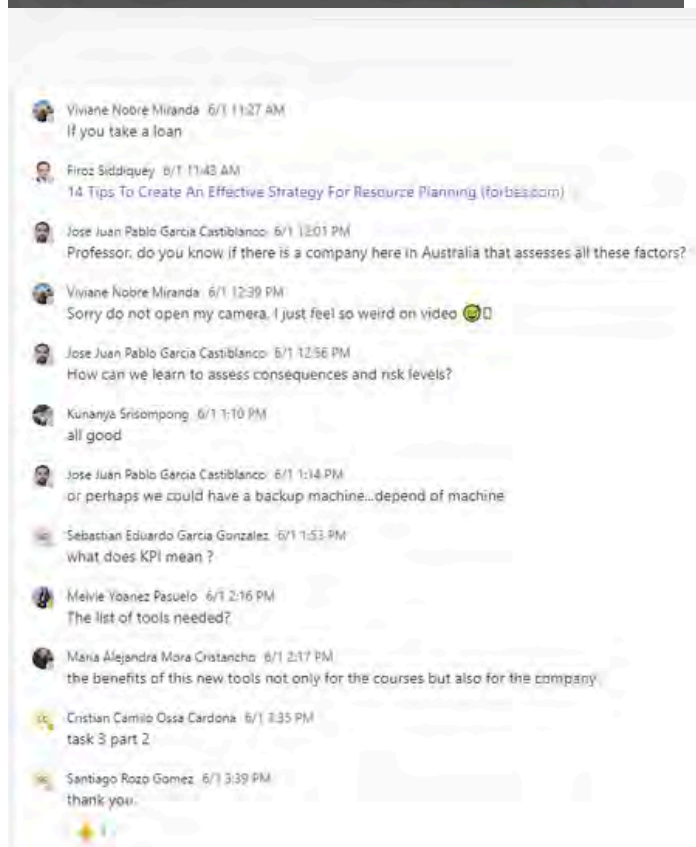 Viviane Nobre Miranda 6/1 11:27 AM
If you take a loan
Firoz Siddiquey 6/1 11:43 AM
14 Tips To Create An Effective Strategy For Resource Planning (forbes.com)
Jose Juan Pablo Garcia Castiblanco 6/1 12:01 PM
Professor, do you know if there is a company here in Australia that assesses all these factors?
Viviane Nobre Miranda 6/1 12:39 PM
Sorry do not open my camera, I just feel so weird on video
Jose Juan Pablo Garcia Castiblanco 6/1 12:56 PM
How can we learn to assess consequences and risk levels?
Kunanya Srisompong 6/1 1:10 PM
all good
Jose Juan Pablo Garcia Castiblanco 6/1 1:14 PM
or perhaps we could have a backup machine...depend of machine
Sebastian Eduardo Garcia Gonzalez 6/1 1:53 PM
what does KPI mean ?
Melvie Yoanez Pasuelo 6/1 2:16 PM
The list of tools needed?
Maria Alejandra Mora Cristancho 6/1 2:17 PM
the benefits of this new tools not only for the courses but also for the company
Cristian Camilo Ossa Cardona 6/1 3:35 PM
task 3 part 2
Santiago Rozo Gomez 6/1 3:39 PM
thank you.